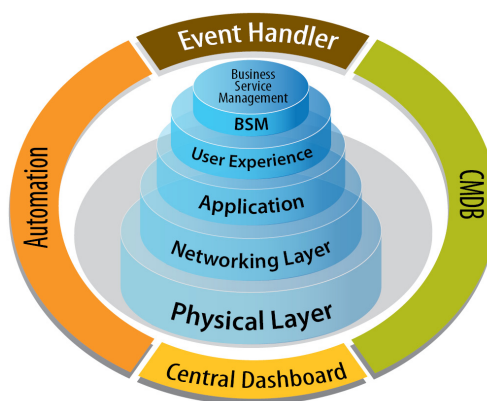 Event Handler
Business
Service
Management
BSM
User Experience
Application
Networking Layer
Physical Layer
Automation
CMDB
Central Dashboard